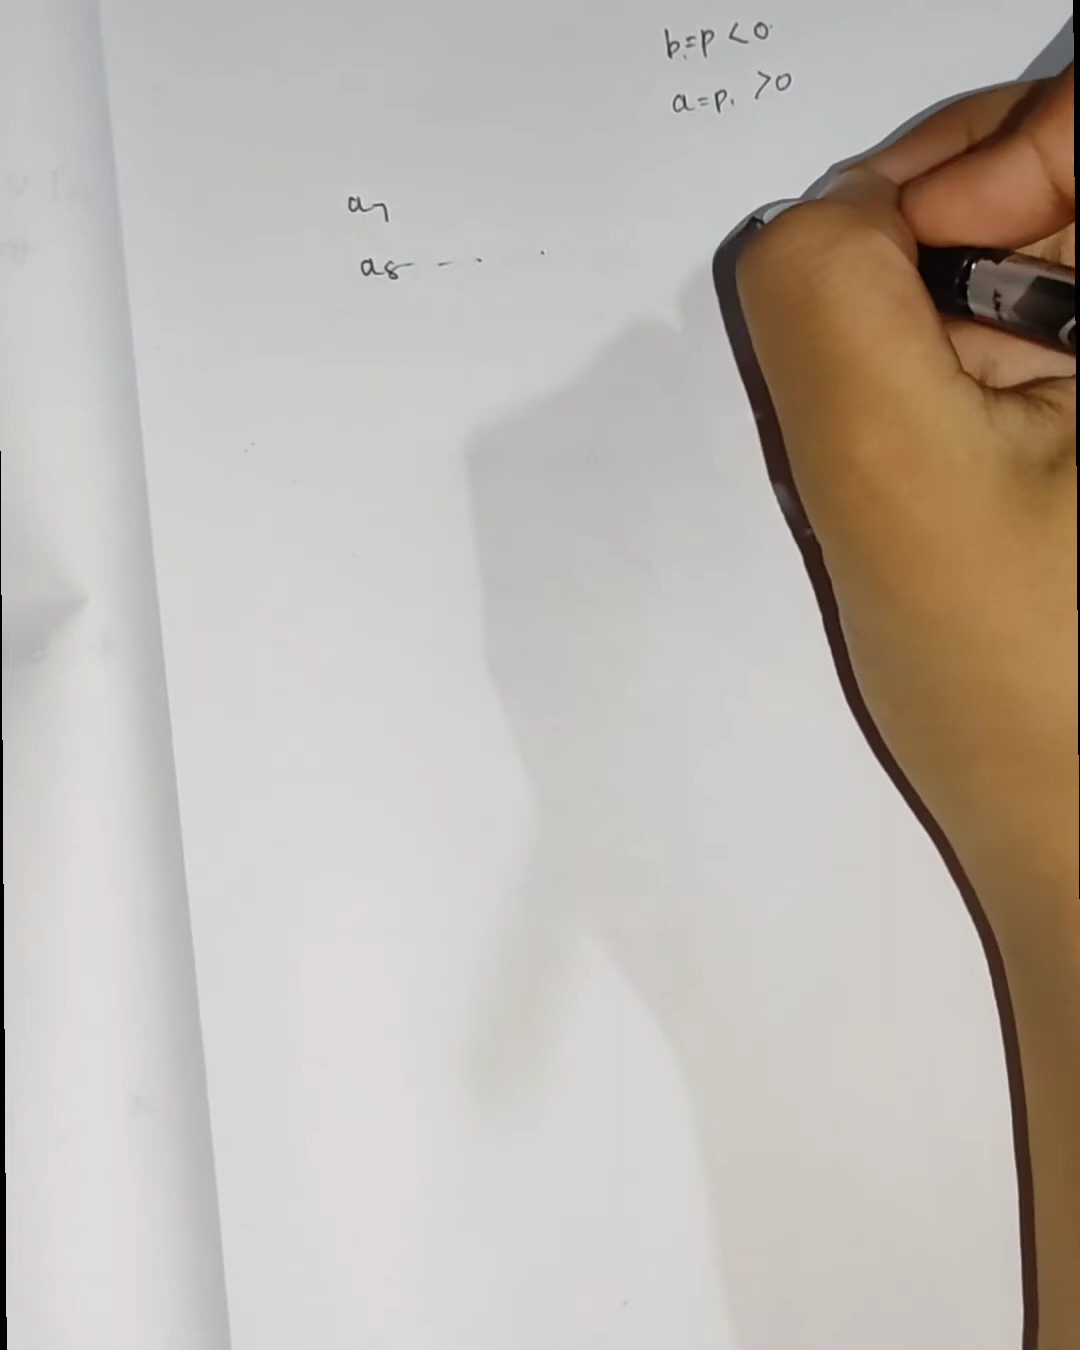 b=p <0
a=p. >0
a7
a8 - - . .